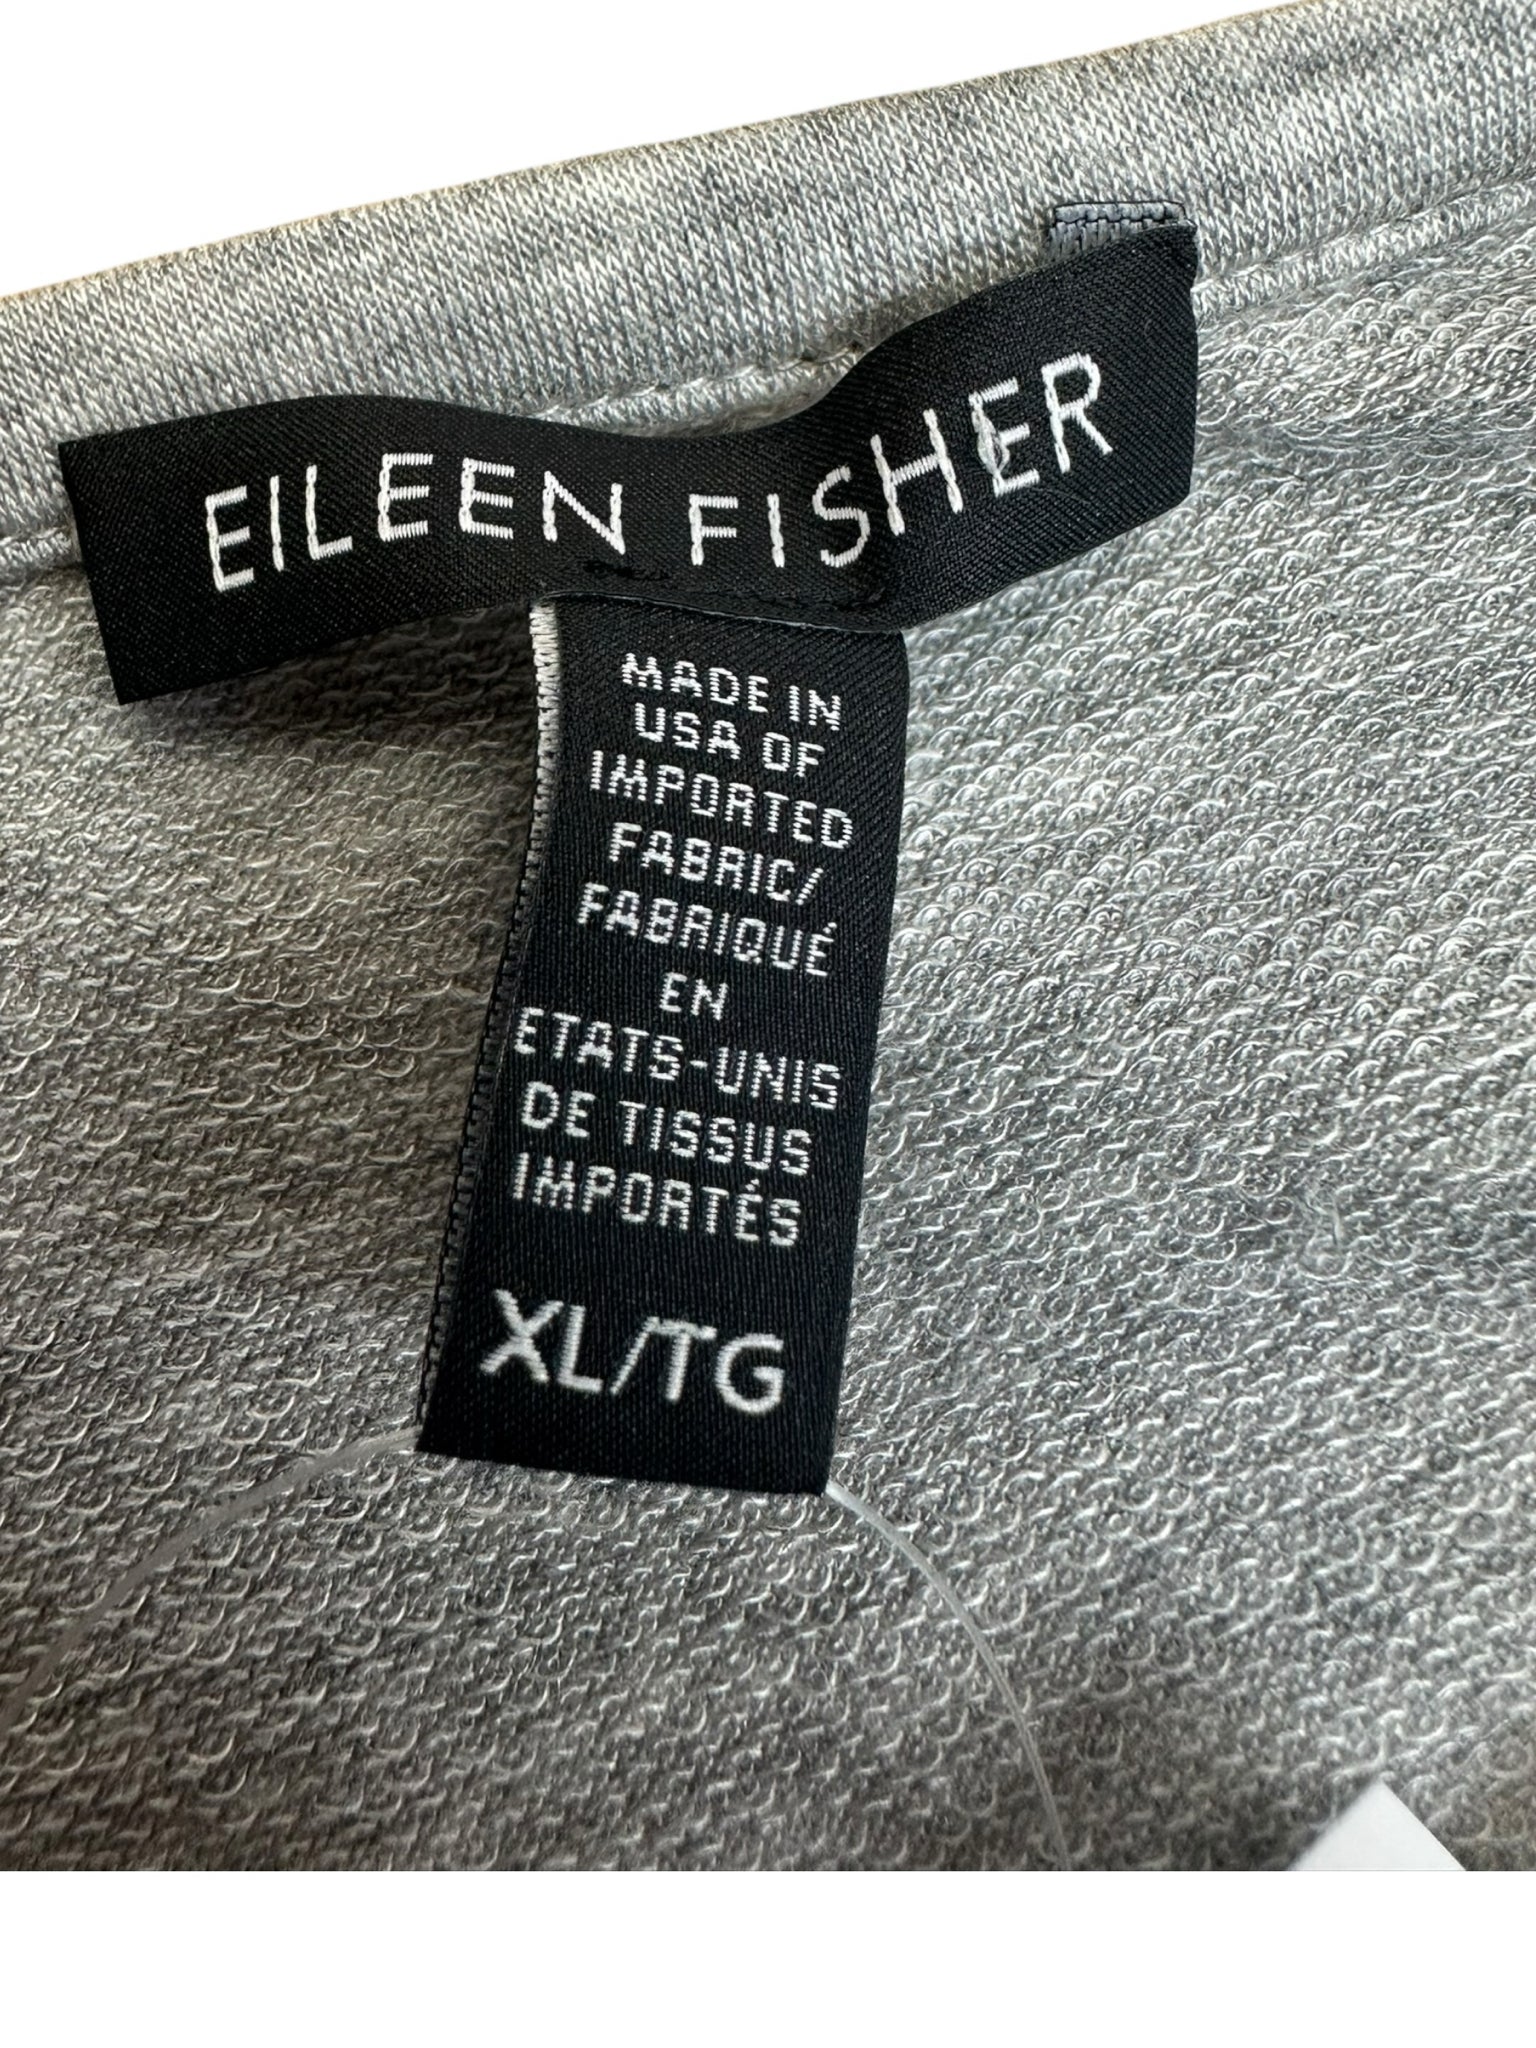 EILEEN FISHER
MADE IN
USA OF
IMPORTED
FABRIC/
FABRIQUÉ
EN
ETATS-UNIS
DE TISSUS
IMPORTÉS
XL/TG